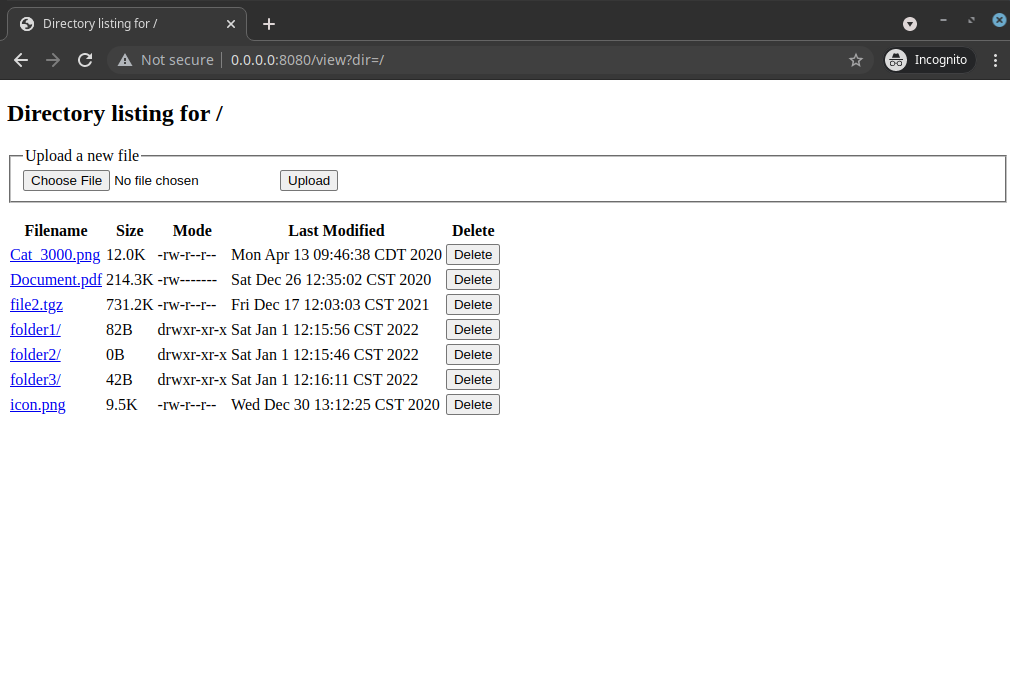 Directory listing for /
Not secure 0.0.0.0:8080/view?dir=/ Incognito
Directory listing for /
Upload a new file
Choose File No file chosen Upload
Filename Size Mode Last Modified Delete
Cat_3000.png 12.0K -rw-r--r-- Mon Apr 13 09:46:38 CDT 2020 Delete
Document.pdf 214.3K -rw------- Sat Dec 26 12:35:02 CST 2020 Delete
file2.tgz 731.2K -rw-r--r-- Fri Dec 17 12:03:03 CST 2021 Delete
folder1/ 82B drwxr-xr-x Sat Jan 1 12:15:56 CST 2022 Delete
folder2/ 0B drwxr-xr-x Sat Jan 1 12:15:46 CST 2022 Delete
folder3/ 42B drwxr-xr-x Sat Jan 1 12:16:11 CST 2022 Delete
icon.png 9.5K -rw-r--r-- Wed Dec 30 13:12:25 CST 2020 Delete